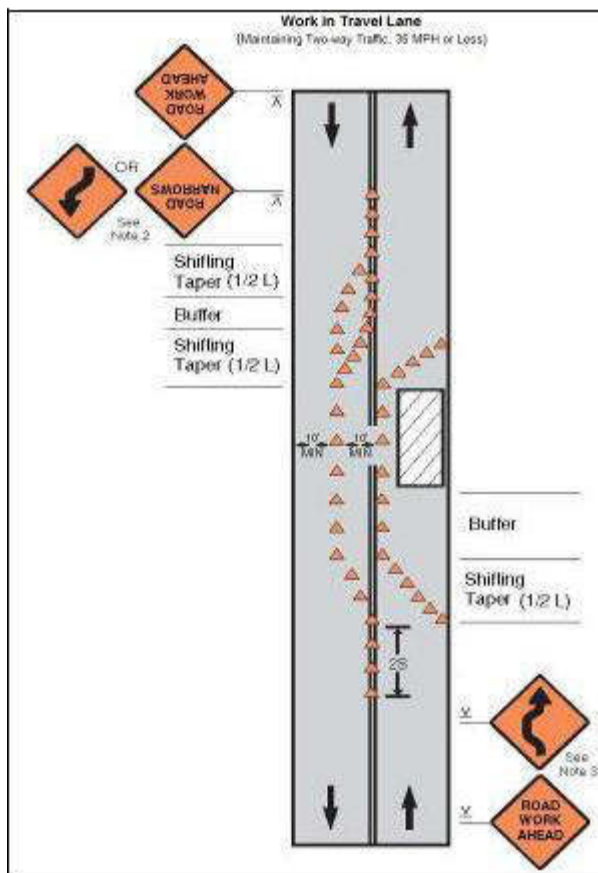 Work in Travel Lane
(Maintaining Two-way Traffic, 35 MPH or Less)
ROAD
WORK
AHEAD
OR
ROAD
NARROWS
See
Note 2
Shifting
Taper (1/2 L)
Buffer
Shifting
Taper (1/2 L)
10'
MIN
10'
MIN
Buffer
Shifting
Taper (1/2 L)
2S
See
Note 3
ROAD
WORK
AHEAD